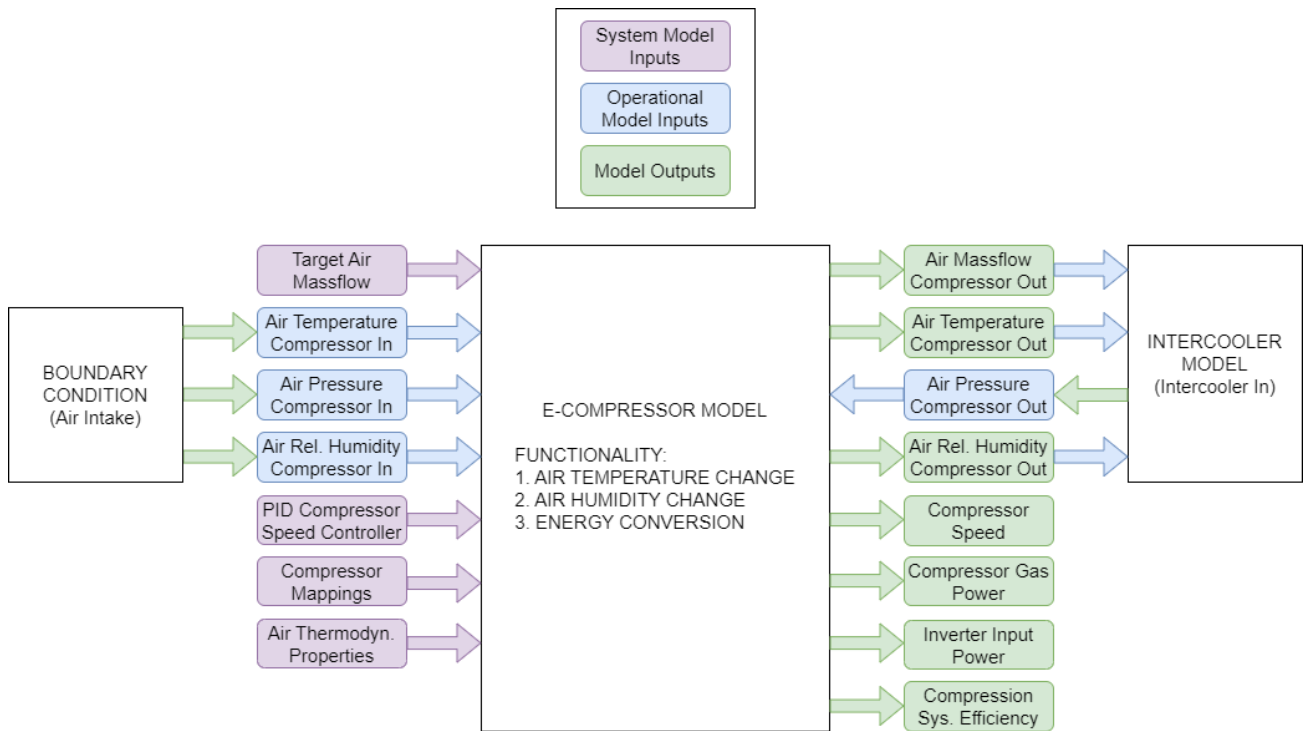 System Model
Inputs
Operational
Model Inputs
Model Outputs
BOUNDARY
CONDITION
(Air Intake)
Target Air
Massflow
Air Temperature
Compressor In
Air Pressure
Compressor In
Air Rel. Humidity
Compressor In
PID Compressor
Speed Controller
Compressor
Mappings
Air Thermodyn.
Properties
E-COMPRESSOR MODEL
FUNCTIONALITY:
1. AIR TEMPERATURE CHANGE
2. AIR HUMIDITY CHANGE
3. ENERGY CONVERSION
Air Massflow
Compressor Out
Air Temperature
Compressor Out
Air Pressure
Compressor Out
Air Rel. Humidity
Compressor Out
Compressor
Speed
Compressor Gas
Power
Inverter Input
Power
Compression
Sys. Efficiency
INTERCOOLER
MODEL
(Intercooler In)